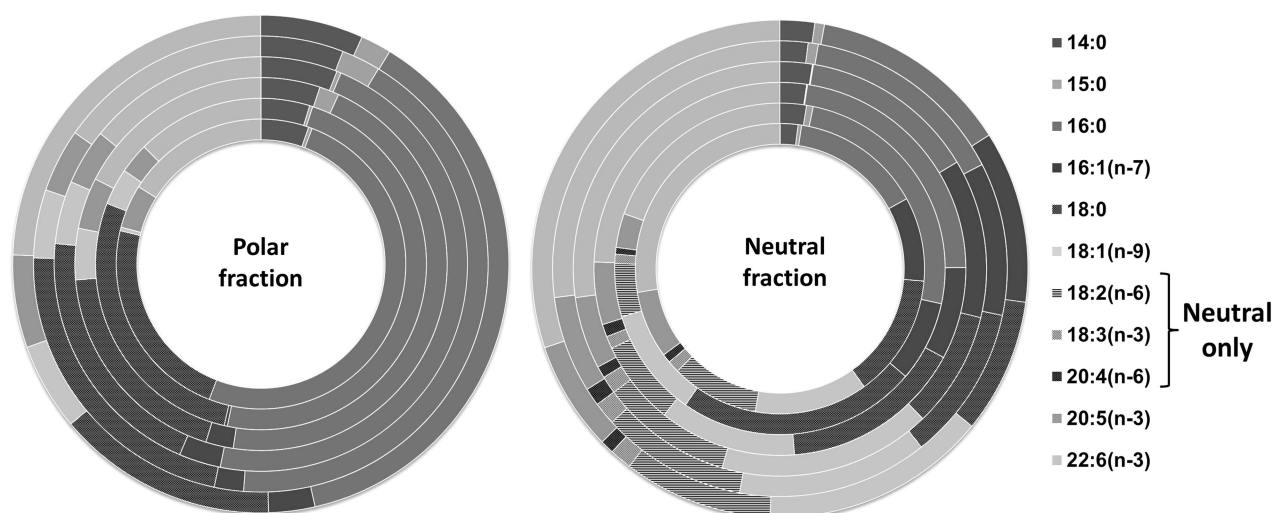 Polar
fraction
Neutral
fraction
14:0
15:0
16:0
16:1(n-7)
18:0
18:1(n-9)
18:2(n-6)
18:3(n-3)
20:4(n-6)
20:5(n-3)
22:6(n-3)
Neutral
only